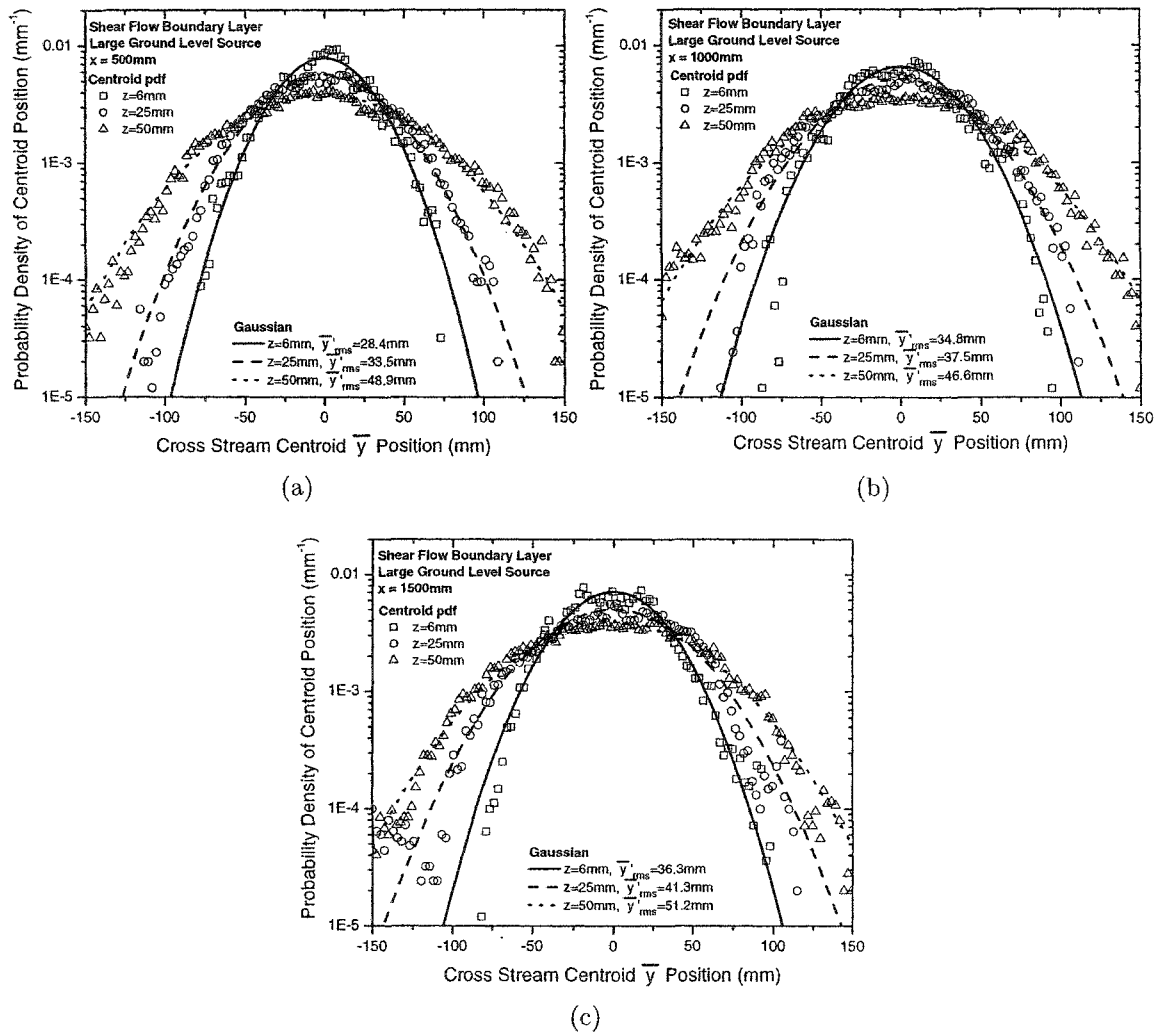 Shear Flow Boundary Layer
Large Ground Level Source
x = 500mm
Centroid pdf
z=6mm
z=25mm
z=50mm
Gaussian
z=6mm, y̅'rms=28.4mm
z=25mm, y̅'rms=33.5mm
z=50mm, y̅'rms=48.9mm
0.01
1E-3
1E-4
1E-5
Probability Density of Centroid Position (mm⁻¹)
-150 -100 -50 0 50 100 150
Cross Stream Centroid y̅ Position (mm)
(a)
Shear Flow Boundary Layer
Large Ground Level Source
x = 1000mm
Centroid pdf
z=6mm
z=25mm
z=50mm
Gaussian
z=6mm, y̅'rms=34.8mm
z=25mm, y̅'rms=37.5mm
z=50mm, y̅'rms=46.6mm
0.01
1E-3
1E-4
1E-5
Probability Density of Centroid Position (mm⁻¹)
-150 -100 -50 0 50 100 150
Cross Stream Centroid y̅ Position (mm)
(b)
Shear Flow Boundary Layer
Large Ground Level Source
x = 1500mm
Centroid pdf
z=6mm
z=25mm
z=50mm
Gaussian
z=6mm, y̅'rms=36.3mm
z=25mm, y̅'rms=41.3mm
z=50mm, y̅'rms=51.2mm
0.01
1E-3
1E-4
1E-5
Probability Density of Centroid Position (mm⁻¹)
-150 -100 -50 0 50 100 150
Cross Stream Centroid y̅ Position (mm)
(c)